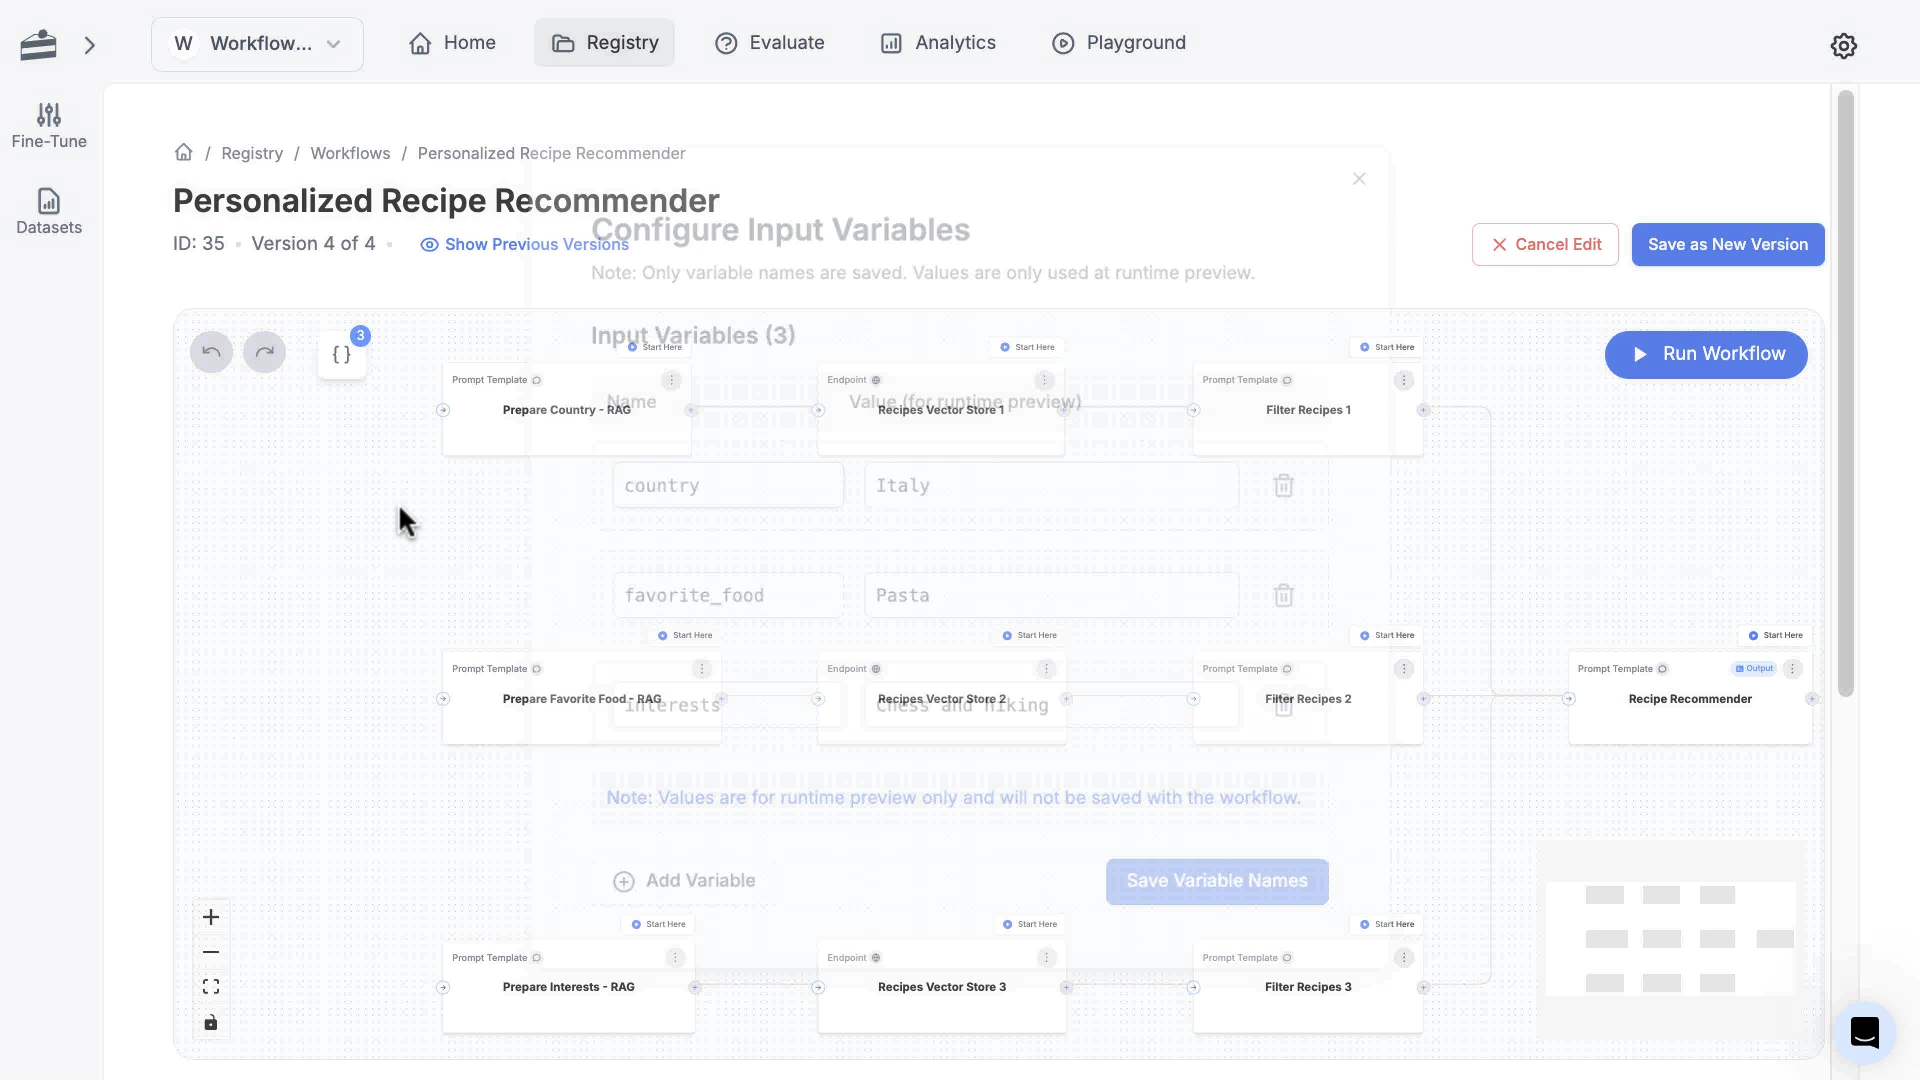 W Workflow...
Home
Registry
Evaluate
Analytics
Playground
Fine-Tune
Datasets
/ Registry / Workflows / Personalized Recipe Recommender
Personalized Recipe Recommender
ID: 35 • Version 4 of 4 • Show Previous Versions
Cancel Edit
Save as New Version
Configure Input Variables
Note: Only variable names are saved. Values are only used at runtime preview.
Input Variables (3)
{ } 3
Run Workflow
Start Here
Start Here
Start Here
Prompt Template
Prepare Country - RAG
Endpoint
Recipes Vector Store 1
Prompt Template
Filter Recipes 1
Name
Value (for runtime preview)
country
Italy
favorite_food
Pasta
Start Here
Start Here
Start Here
Start Here
Prompt Template
Prepare Favorite Food - RAG
Endpoint
Recipes Vector Store 2
Prompt Template
Filter Recipes 2
Prompt Template
Output
Recipe Recommender
interests
Chess and hiking
Note: Values are for runtime preview only and will not be saved with the workflow.
Add Variable
Save Variable Names
Start Here
Start Here
Start Here
Prompt Template
Prepare Interests - RAG
Endpoint
Recipes Vector Store 3
Prompt Template
Filter Recipes 3